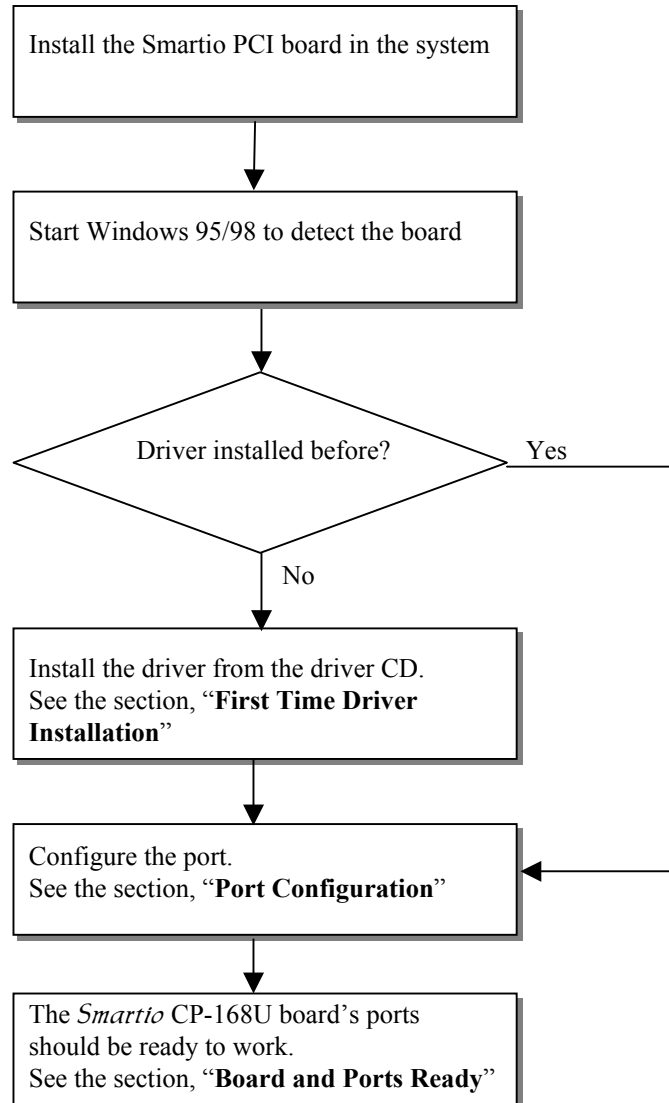 Install the Smartio PCI board in the system
Start Windows 95/98 to detect the board
Driver installed before?
Yes
No
Install the driver from the driver CD.
See the section, “First Time Driver
Installation”
Configure the port.
See the section, “Port Configuration”
The Smartio CP-168U board’s ports
should be ready to work.
See the section, “Board and Ports Ready”